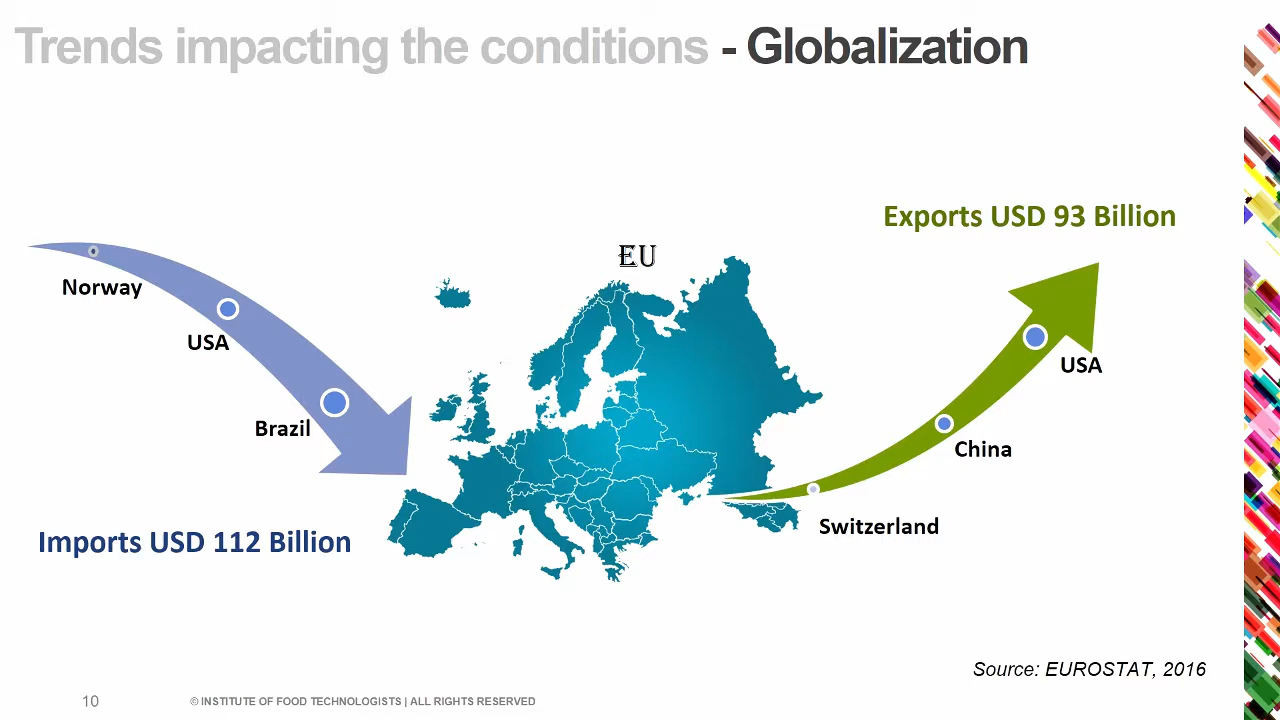 Trends impacting the conditions - Globalization
Exports USD 93 Billion
EU
Norway
USA
Brazil
USA
China
Switzerland
Imports USD 112 Billion
Source: EUROSTAT, 2016
10
© INSTITUTE OF FOOD TECHNOLOGISTS | ALL RIGHTS RESERVED